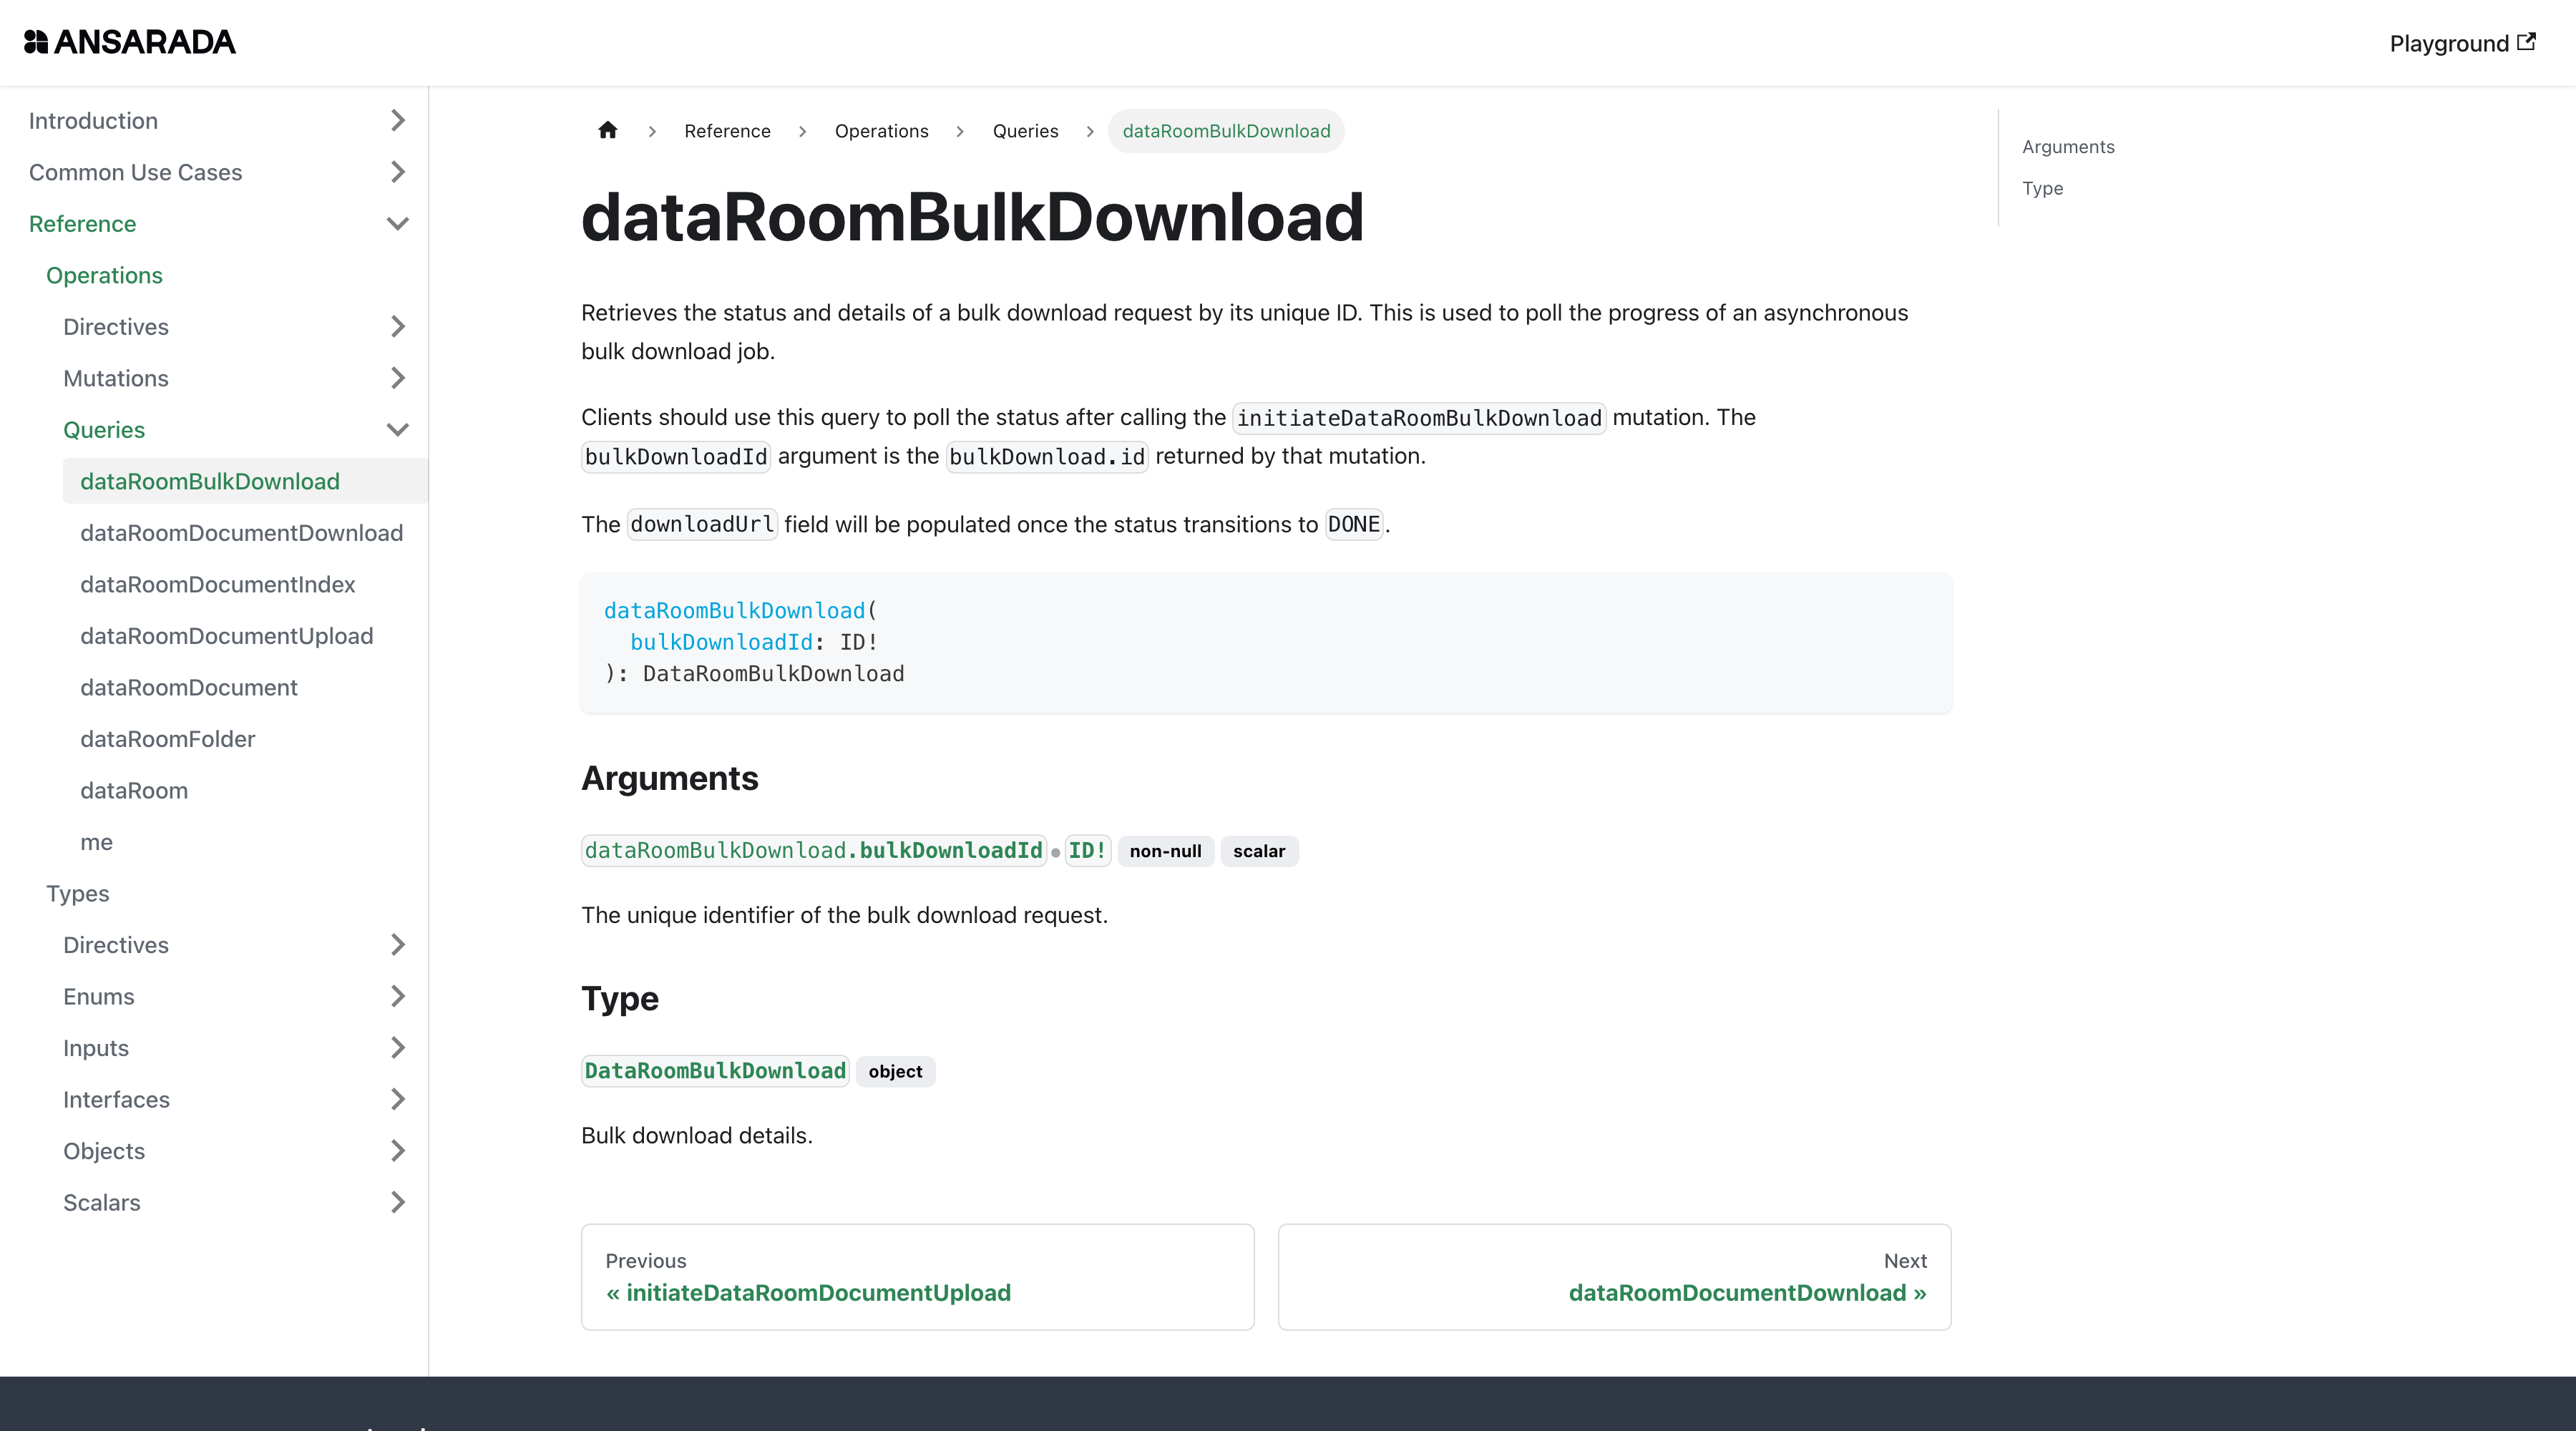 ANSARADA
Playground
Introduction
Common Use Cases
Reference
Operations
Directives
Mutations
Queries
dataRoomBulkDownload
dataRoomDocumentDownload
dataRoomDocumentIndex
dataRoomDocumentUpload
dataRoomDocument
dataRoomFolder
dataRoom
me
Types
Directives
Enums
Inputs
Interfaces
Objects
Scalars
Reference > Operations > Queries > dataRoomBulkDownload
dataRoomBulkDownload
Retrieves the status and details of a bulk download request by its unique ID. This is used to poll the progress of an asynchronous
bulk download job.
Clients should use this query to poll the status after calling the initiateDataRoomBulkDownload mutation. The
bulkDownloadId argument is the bulkDownload.id returned by that mutation.
The downloadUrl field will be populated once the status transitions to DONE.
dataRoomBulkDownload(
  bulkDownloadId: ID!
): DataRoomBulkDownload
Arguments
dataRoomBulkDownload.bulkDownloadId ● ID! non-null scalar
The unique identifier of the bulk download request.
Type
DataRoomBulkDownload object
Bulk download details.
Previous
« initiateDataRoomDocumentUpload
Next
dataRoomDocumentDownload »
Arguments
Type